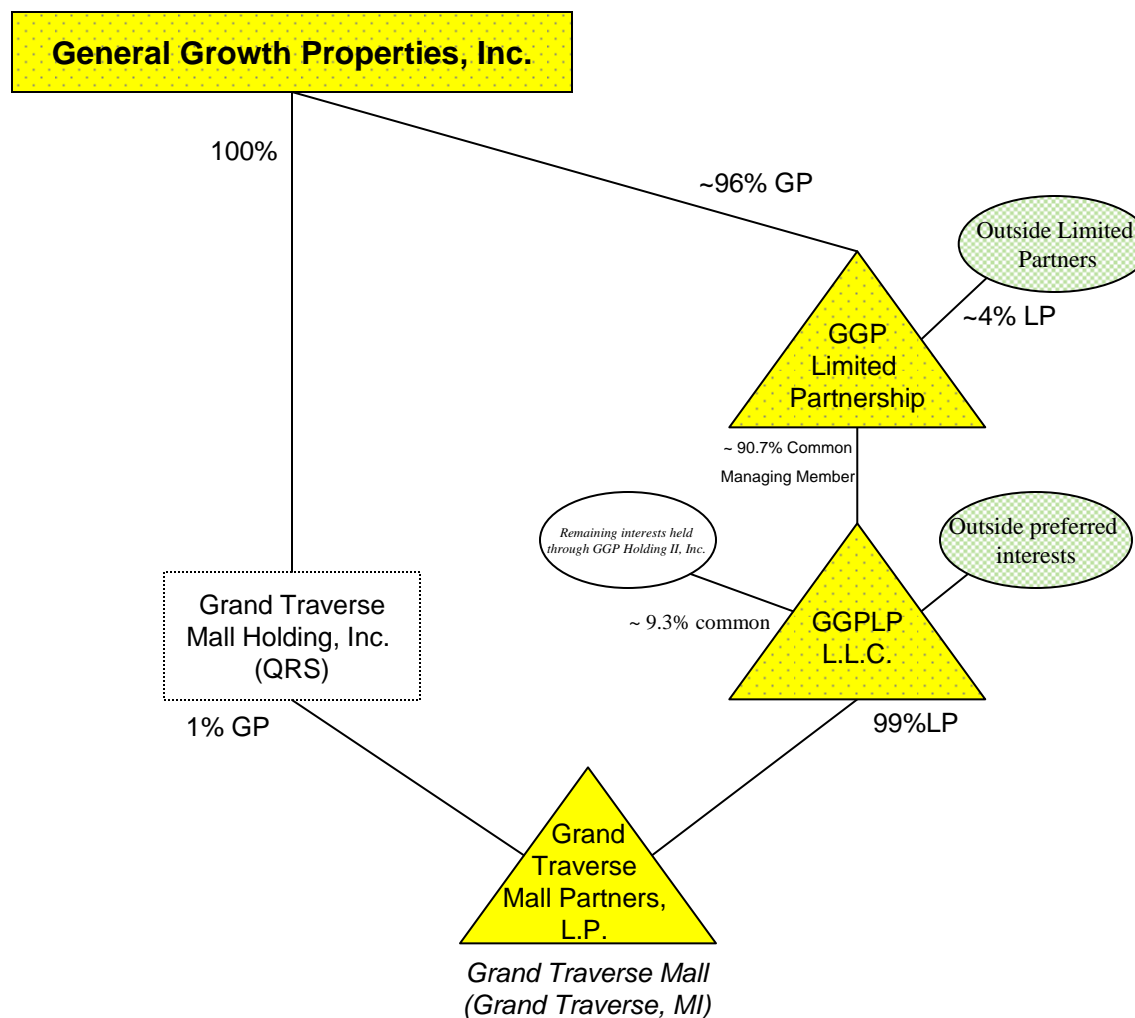 General Growth Properties, Inc.
100%
~96% GP
Outside Limited
Partners
~4% LP
GGP
Limited
Partnership
~ 90.7% Common
Managing Member
Remaining interests held
through GGP Holding II, Inc.
Outside preferred
interests
~ 9.3% common
GGPLP
L.L.C.
Grand Traverse
Mall Holding, Inc.
(QRS)
1% GP
99%LP
Grand
Traverse
Mall Partners,
L.P.
Grand Traverse Mall
(Grand Traverse, MI)